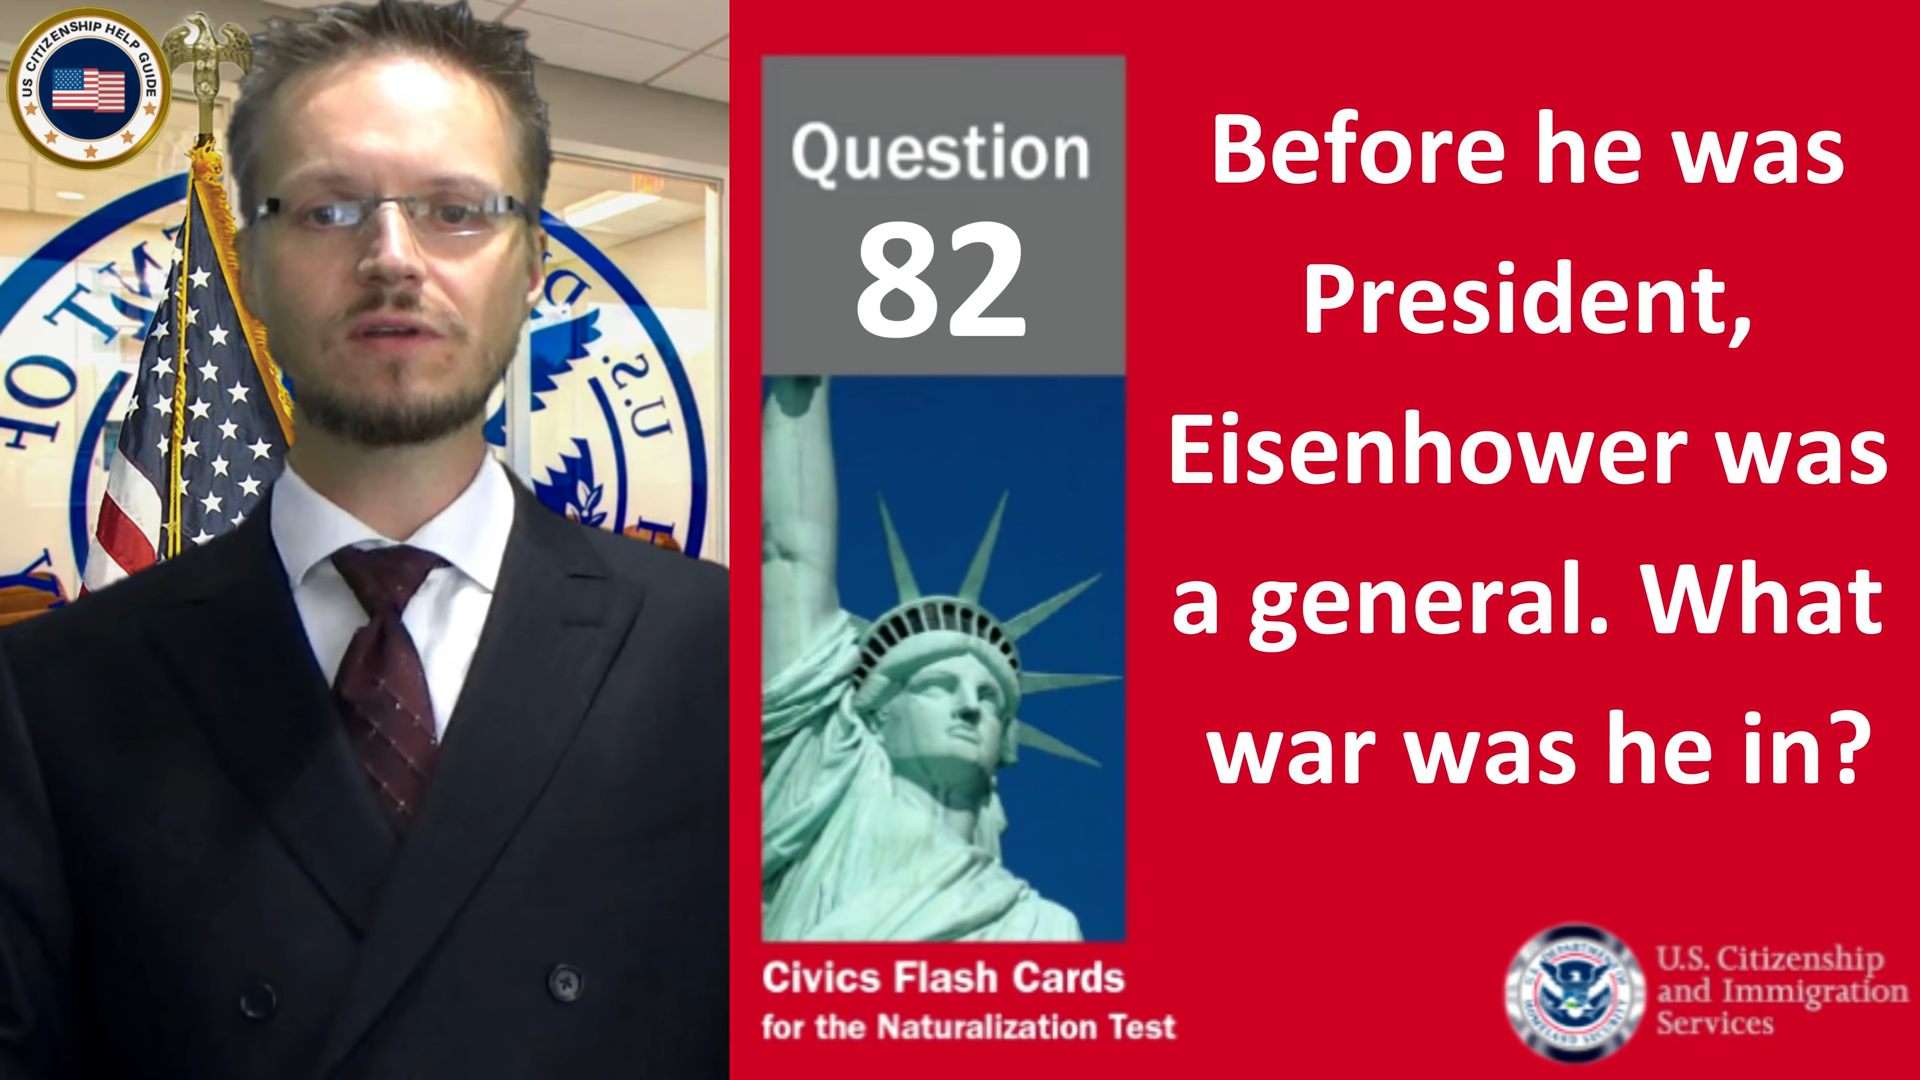 US CITIZENSHIP HELP GUIDE
Question
82
Before he was
President,
Eisenhower was
a general. What
war was he in?
Civics Flash Cards
for the Naturalization Test
U.S. Citizenship
and Immigration
Services
U.S.